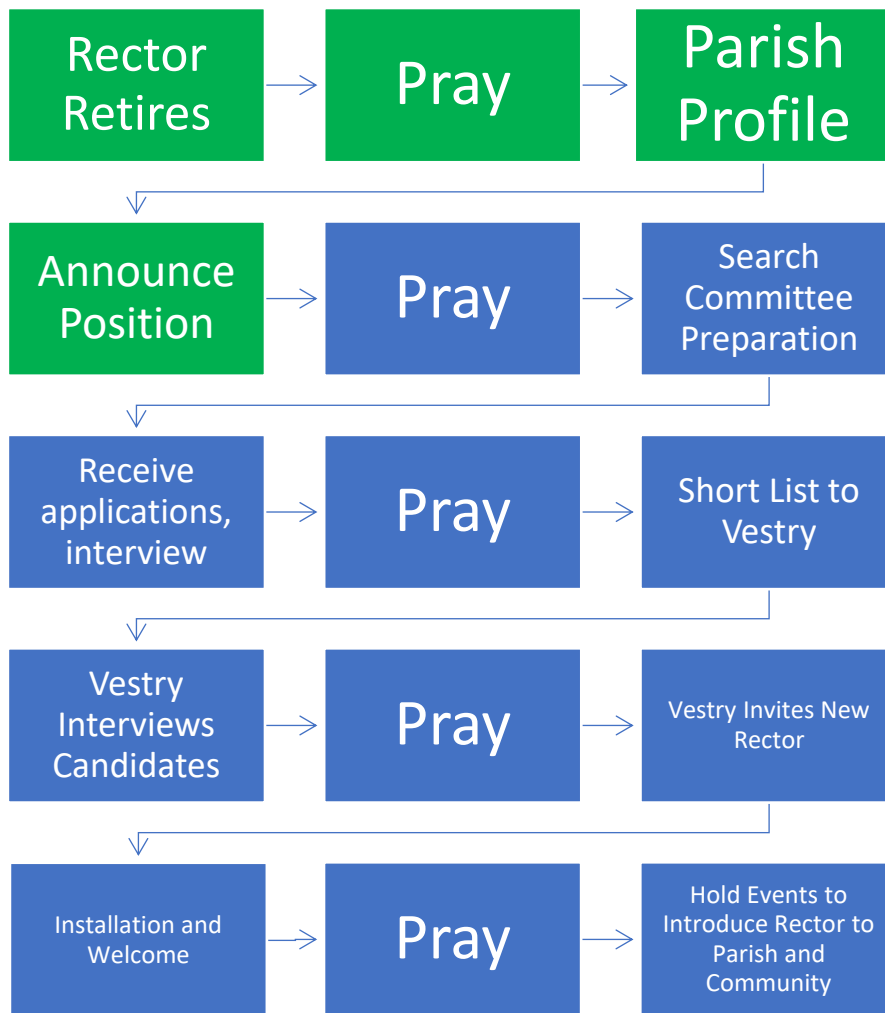 Rector
Retires
Pray
Parish
Profile
Announce
Position
Pray
Search
Committee
Preparation
Receive
applications,
interview
Pray
Short List to
Vestry
Vestry
Interviews
Candidates
Pray
Vestry Invites New
Rector
Installation and
Welcome
Pray
Hold Events to
Introduce Rector to
Parish and
Community